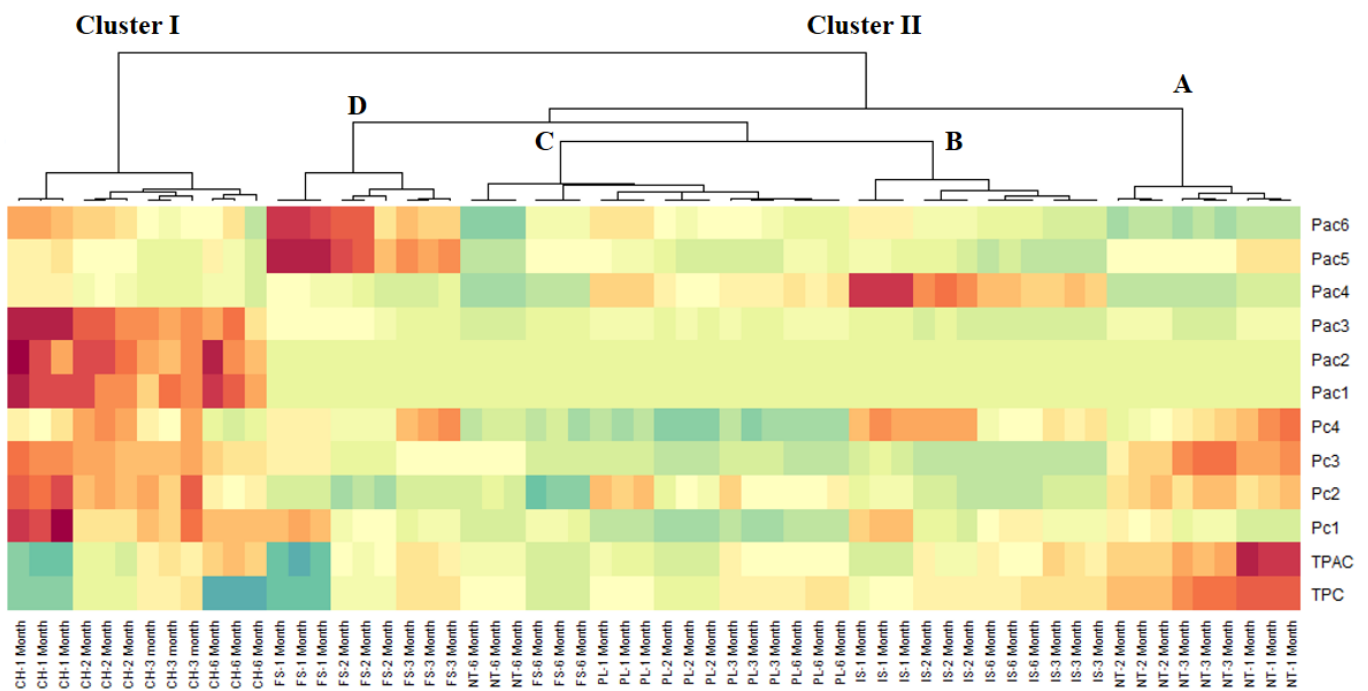 Cluster I
Cluster II
A
D
C
B
Pac6
Pac5
Pac4
Pac3
Pac2
Pac1
Pc4
Pc3
Pc2
Pc1
TPAC
TPC
CH-1 Month
CH-1 Month
CH-1 Month
CH-2 Month
CH-2 Month
CH-2 Month
CH-3 month
CH-3 month
CH-3 month
CH-6 Month
CH-6 Month
CH-6 Month
FS-1 Month
FS-1 Month
FS-1 Month
FS-2 Month
FS-2 Month
FS-2 Month
FS-3 Month
FS-3 Month
FS-3 Month
NT-6 Month
NT-6 Month
NT-6 Month
FS-6 Month
FS-6 Month
FS-6 Month
PL-1 Month
PL-1 Month
PL-1 Month
PL-2 Month
PL-2 Month
PL-2 Month
PL-3 Month
PL-3 Month
PL-3 Month
PL-6 Month
PL-6 Month
PL-6 Month
IS-1 Month
IS-1 Month
IS-1 Month
IS-2 Month
IS-2 Month
IS-2 Month
IS-6 Month
IS-6 Month
IS-6 Month
IS-3 Month
IS-3 Month
IS-3 Month
NT-2 Month
NT-2 Month
NT-2 Month
NT-3 Month
NT-3 Month
NT-3 Month
NT-1 Month
NT-1 Month
NT-1 Month